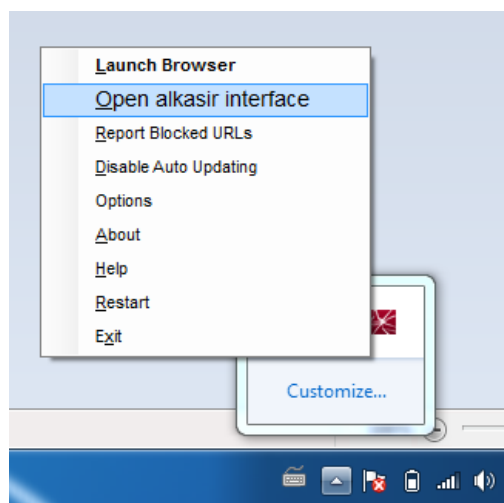 Launch Browser
Open alkasir interface
Report Blocked URLs
Disable Auto Updating
Options
About
Help
Restart
Exit
Customize...